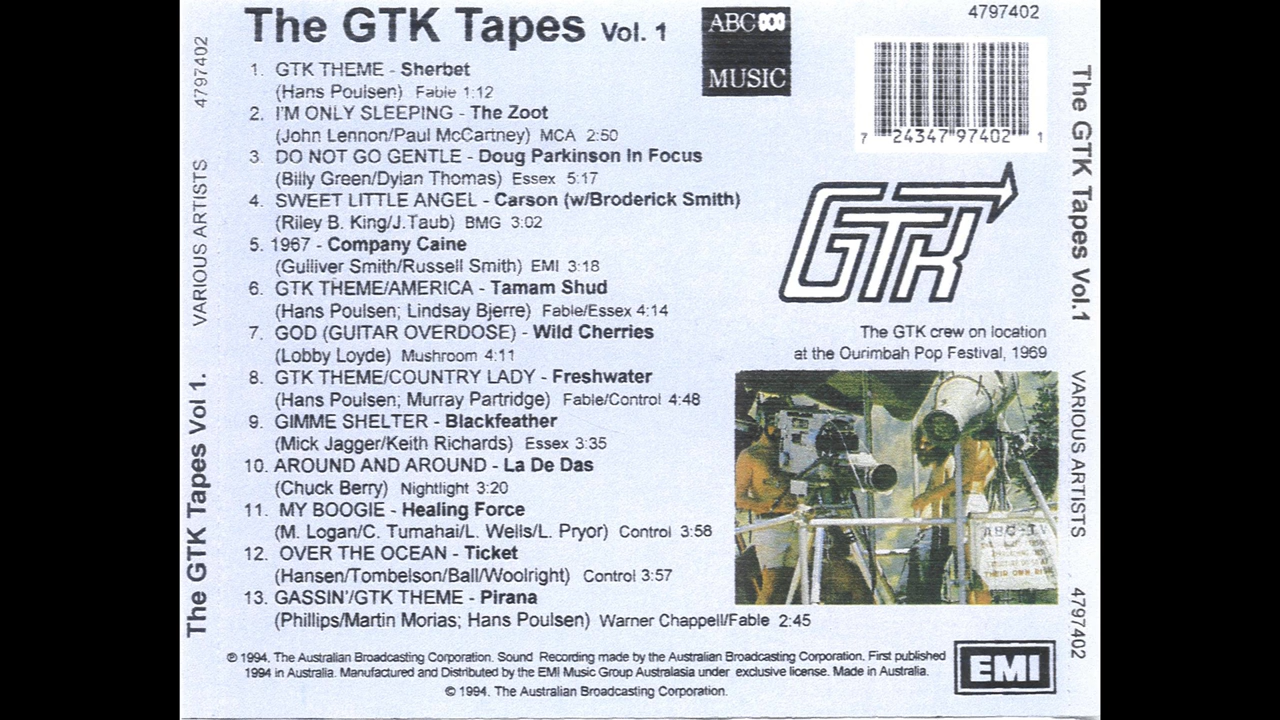 The GTK Tapes Vol. 1
1. GTK THEME - Sherbet
(Hans Poulsen) Fable 1:12
2. I'M ONLY SLEEPING - The Zoot
(John Lennon/Paul McCartney) MCA 2:50
3. DO NOT GO GENTLE - Doug Parkinson In Focus
(Billy Green/Dylan Thomas) Essex 5:17
4. SWEET LITTLE ANGEL - Carson (w/Broderick Smith)
(Riley B. King/J.Taub) BMG 3:02
5. 1967 - Company Caine
(Gulliver Smith/Russell Smith) EMI 3:18
6. GTK THEME/AMERICA - Tamam Shud
(Hans Poulsen; Lindsay Bjerre) Fable/Essex 4:14
7. GOD (GUITAR OVERDOSE) - Wild Cherries
(Lobby Loyde) Mushroom 4:11
8. GTK THEME/COUNTRY LADY - Freshwater
(Hans Poulsen; Murray Partridge) Fable/Control 4:48
9. GIMME SHELTER - Blackfeather
(Mick Jagger/Keith Richards) Essex 3:35
10. AROUND AND AROUND - La De Das
(Chuck Berry) Nightlight 3:20
11. MY BOOGIE - Healing Force
(M. Logan/C. Tumahai/L. Wells/L. Pryor) Control 3:58
12. OVER THE OCEAN - Ticket
(Hansen/Tombelson/Ball/Woolright) Control 3:57
13. GASSIN'/GTK THEME - Pirana
(Phillips/Martin Morias; Hans Poulsen) Warner Chappell/Fable 2:45
ABC
MUSIC
4797402
7 24347 97402 1
GTK
The GTK crew on location
at the Ourimbah Pop Festival, 1969
ABC-TV
THEIR OWN
℗ 1994. The Australian Broadcasting Corporation. Sound Recording made by the Australian Broadcasting Corporation. First published
1994 in Australia. Manufactured and Distributed by the EMI Music Group Australasia under exclusive license. Made in Australia.
© 1994. The Australian Broadcasting Corporation.
EMI
The GTK Tapes Vol 1. VARIOUS ARTISTS 4797402
The GTK Tapes Vol.1 VARIOUS ARTISTS 4797402